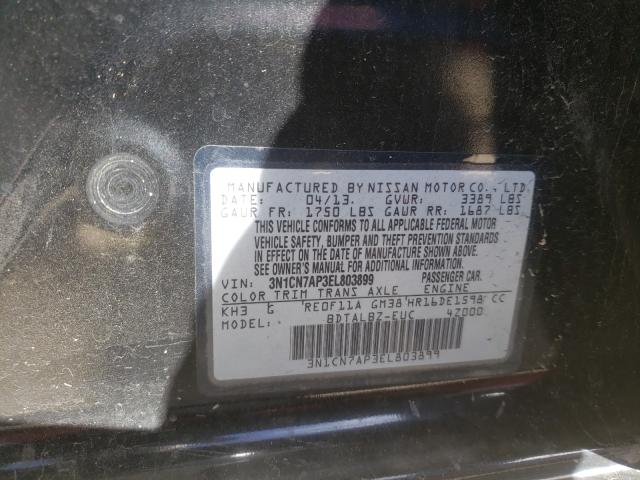 MANUFACTURED BY NISSAN MOTOR CO., LTD.
DATE: 04/13. GVWR: 3389 LBS
GAWR FR: 1750 LBS GAWR RR: 1687 LBS
THIS VEHICLE CONFORMS TO ALL APPLICABLE FEDERAL MOTOR
VEHICLE SAFETY, BUMPER AND THEFT PREVENTION STANDARDS
IN EFFECT ON THE DATE OF MANUFACTURE SHOWN ABOVE.
SEE OWNER'S MANUAL FOR ADDITIONAL INFORMATION.
VIN: 3N1CN7AP3EL803899 PASSENGER CAR.
COLOR TRIM TRANS AXLE ENGINE
KH3 G RE0F11A GM38 HR16DE1598 CC
MODEL: BDTALBZ-EUC 4Z000
3N1CN7AP3EL803899